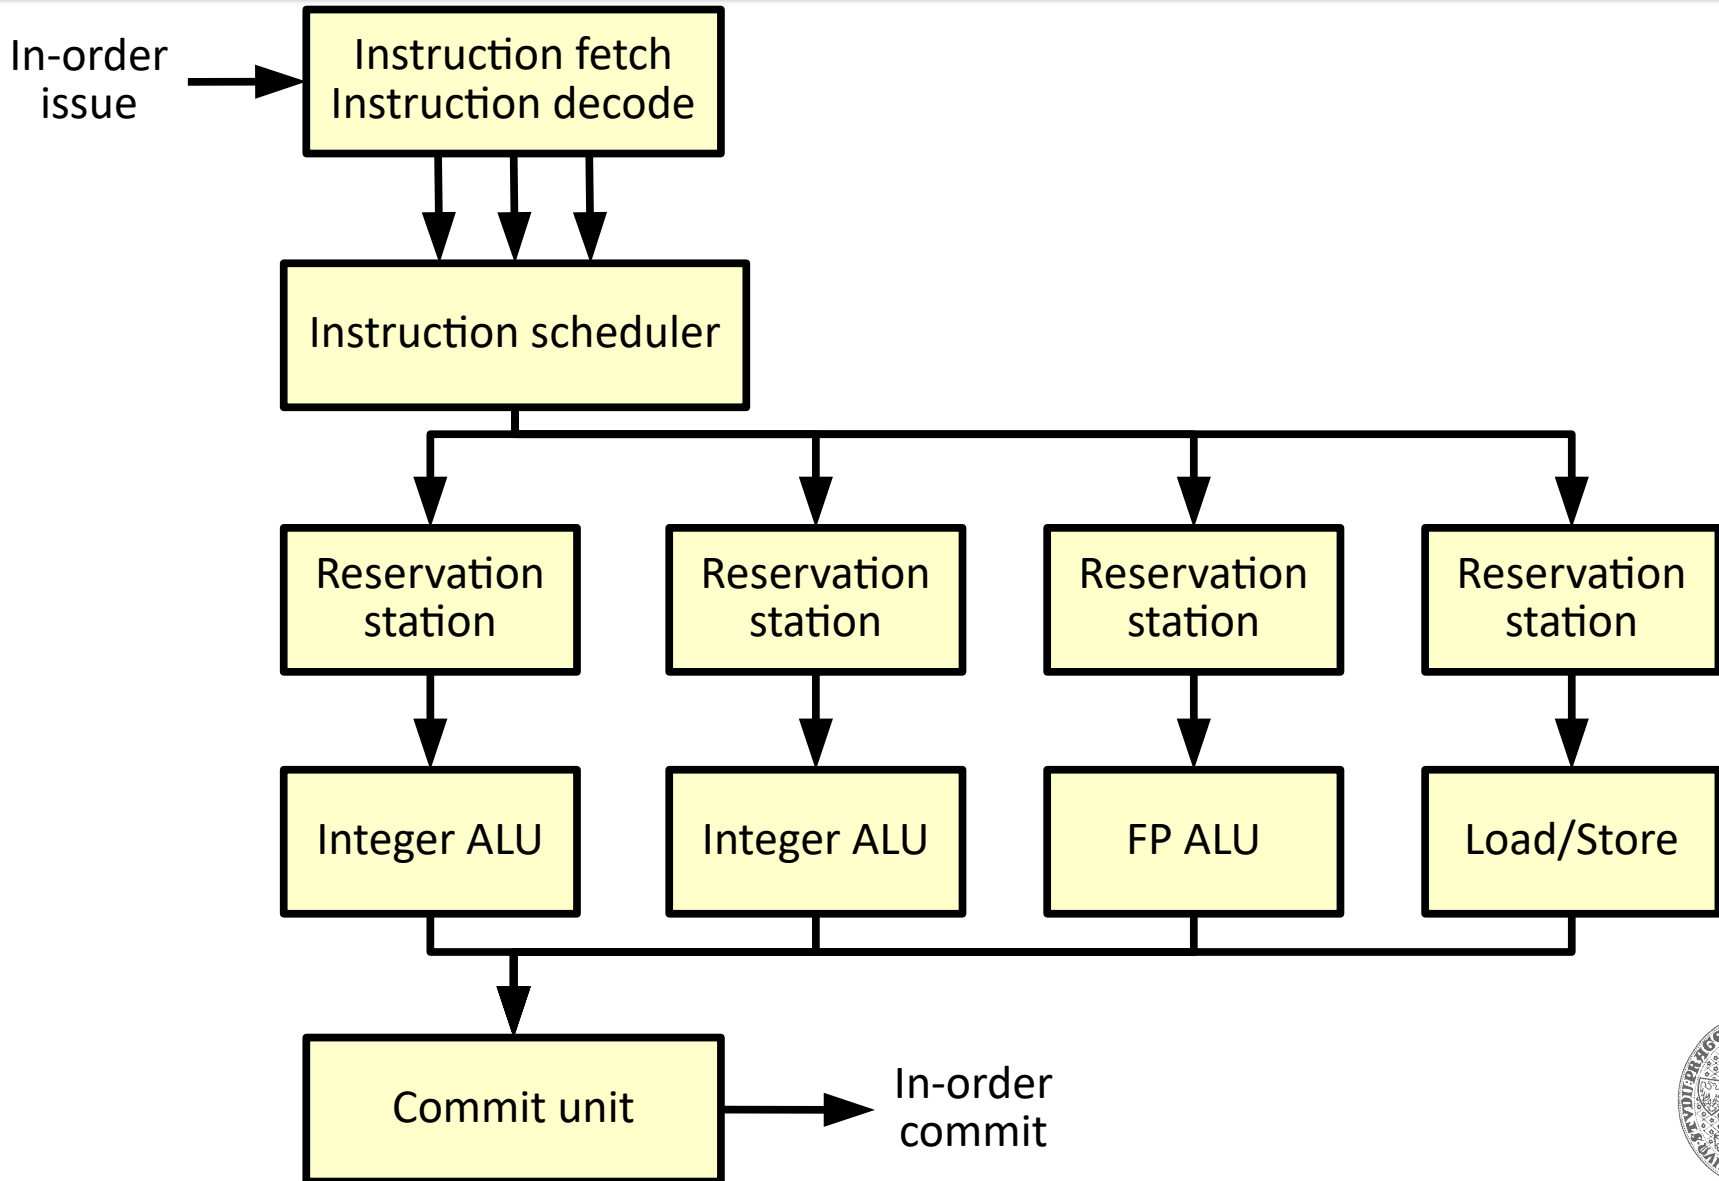 In-order
issue
Instruction fetch
Instruction decode
Instruction scheduler
Reservation
station
Reservation
station
Reservation
station
Reservation
station
Integer ALU
Integer ALU
FP ALU
Load/Store
Commit unit
In-order
commit